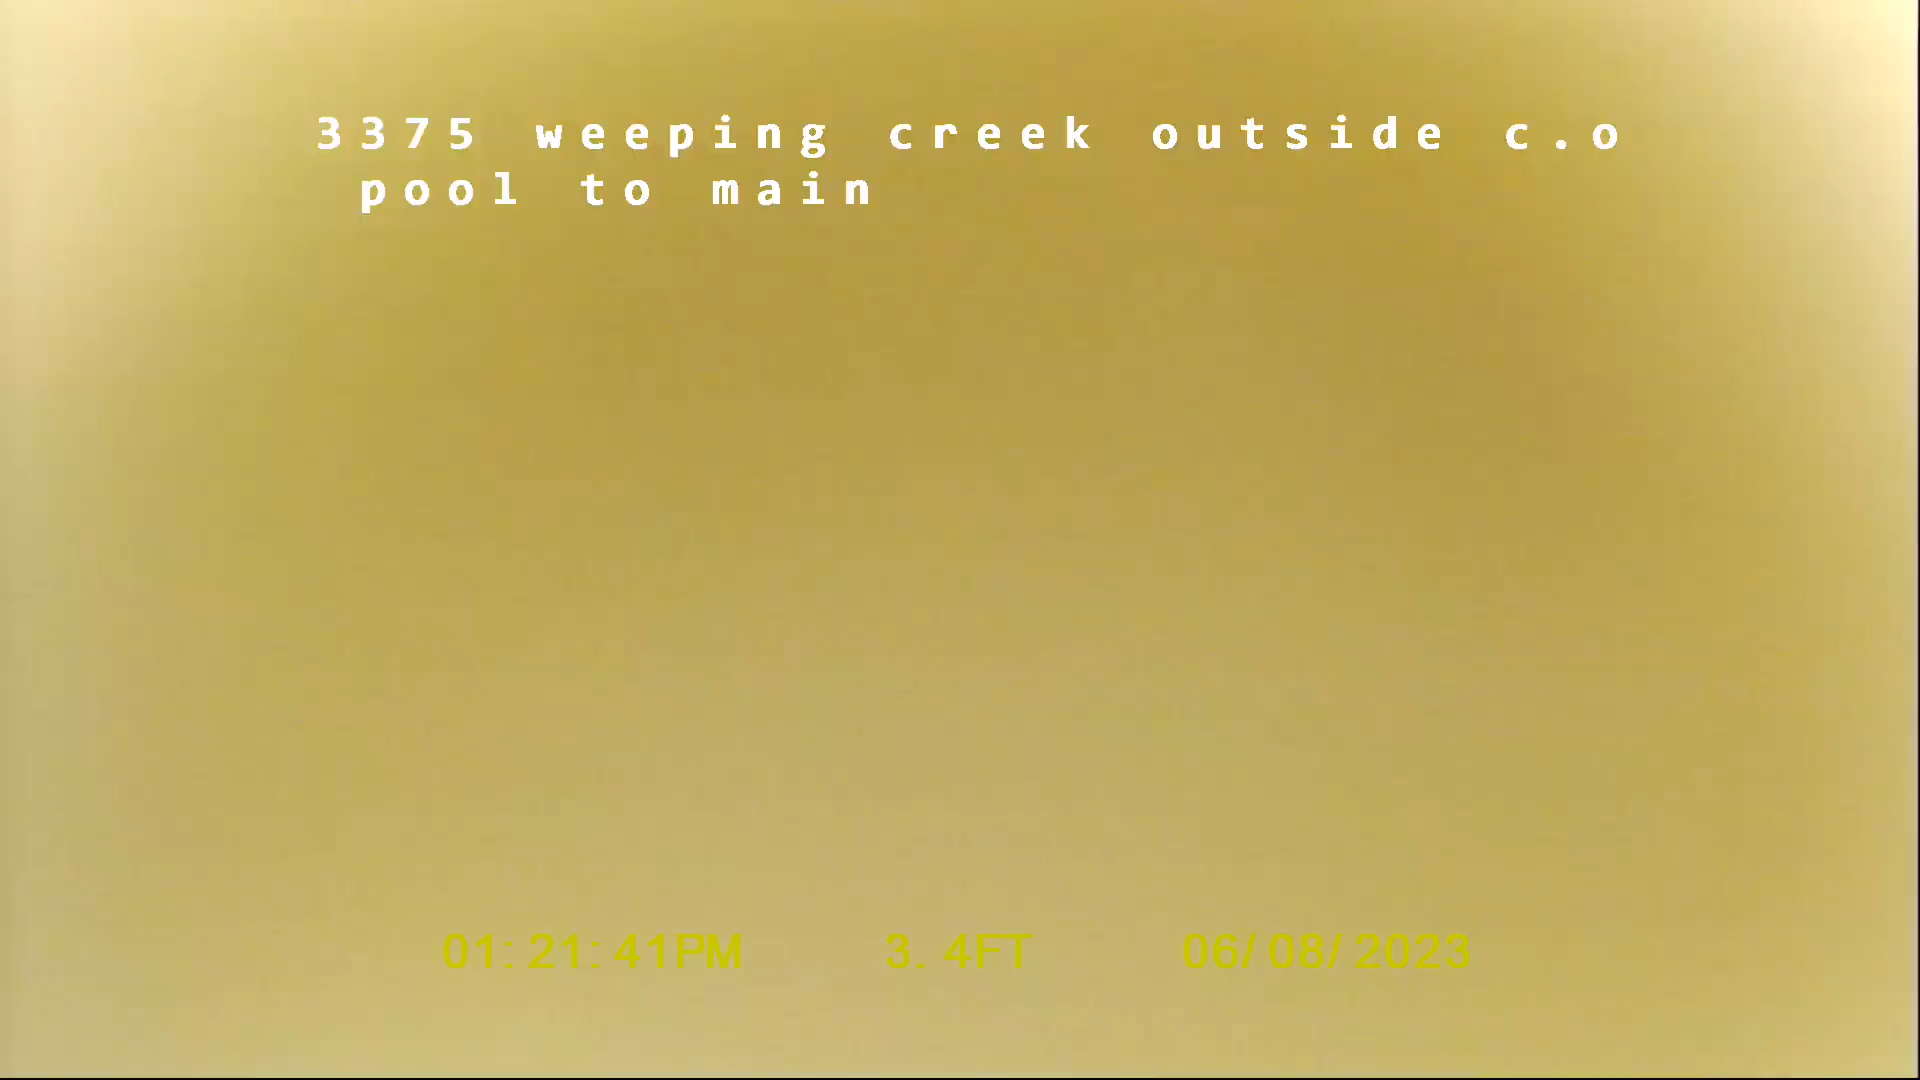 3375 weeping creek outside c.o
pool to main
01:21:41PM 3.4FT 06/08/2023